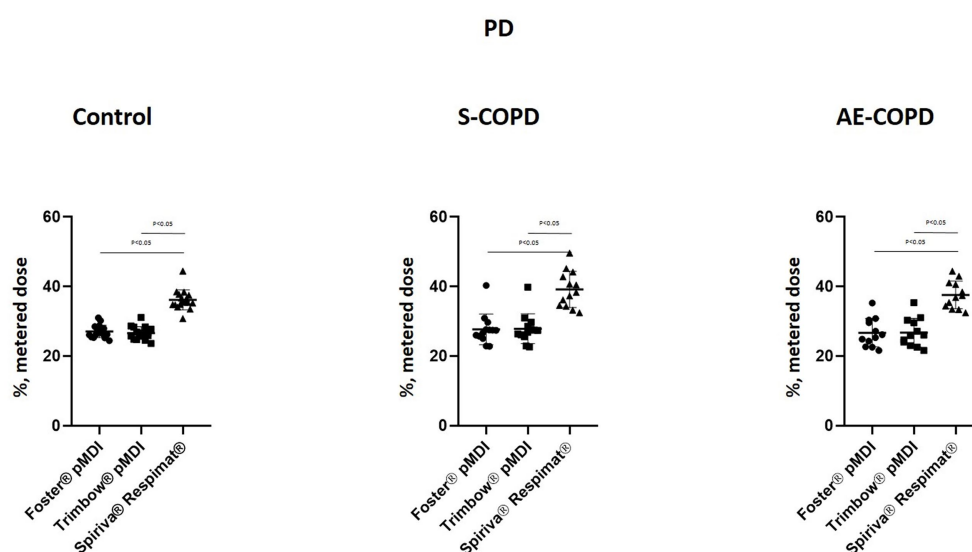 PD
Control
S-COPD
AE-COPD
60
40
20
0
%, metered dose
P<0.05
P<0.05
Foster® pMDI
Trimbow® pMDI
Spiriva® Respimat®
60
40
20
0
%, metered dose
P<0.05
P<0.05
Foster® pMDI
Trimbow® pMDI
Spiriva® Respimat®
60
40
20
0
%, metered dose
P<0.05
P<0.05
Foster® pMDI
Trimbow® pMDI
Spiriva® Respimat®